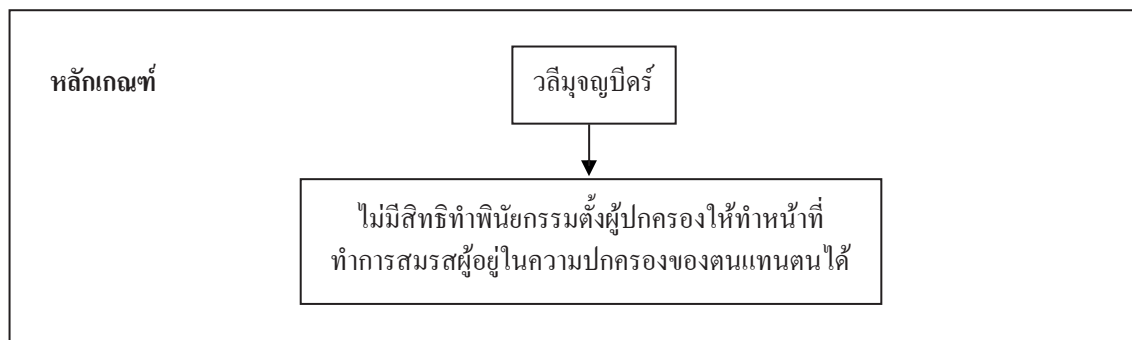 หลักเกณฑ์
วลีมุจญบีดร์
ไม่มีสิทธิทำพินัยกรรมตั้งผู้ปกครองให้ทำหน้าที่
ทำการสมรสผู้อยู่ในความปกครองของตนแทนตนได้